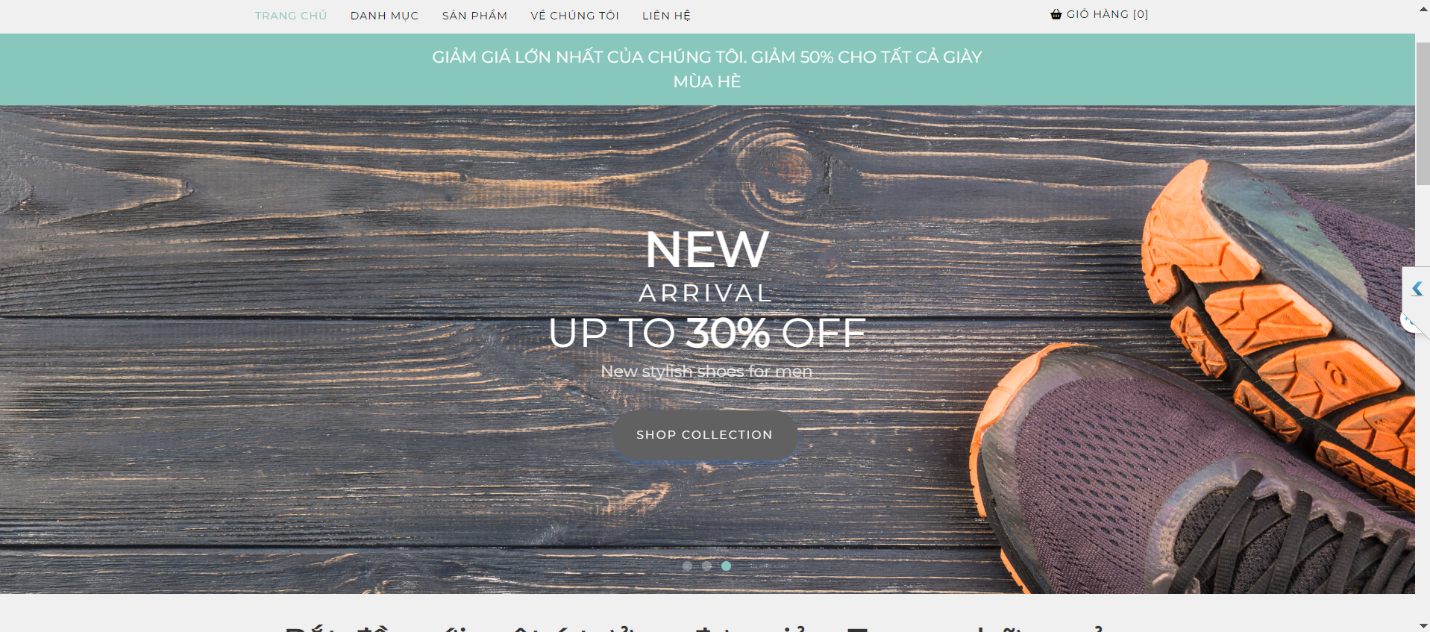 TRANG CHỦ DANH MỤC SẢN PHẨM VỀ CHÚNG TÔI LIÊN HỆ GIỎ HÀNG [0]
GIẢM GIÁ LỚN NHẤT CỦA CHÚNG TÔI. GIẢM 50% CHO TẤT CẢ GIÀY
MÙA HÈ
NEW
ARRIVAL
UP TO 30% OFF
New stylish shoes for men
SHOP COLLECTION